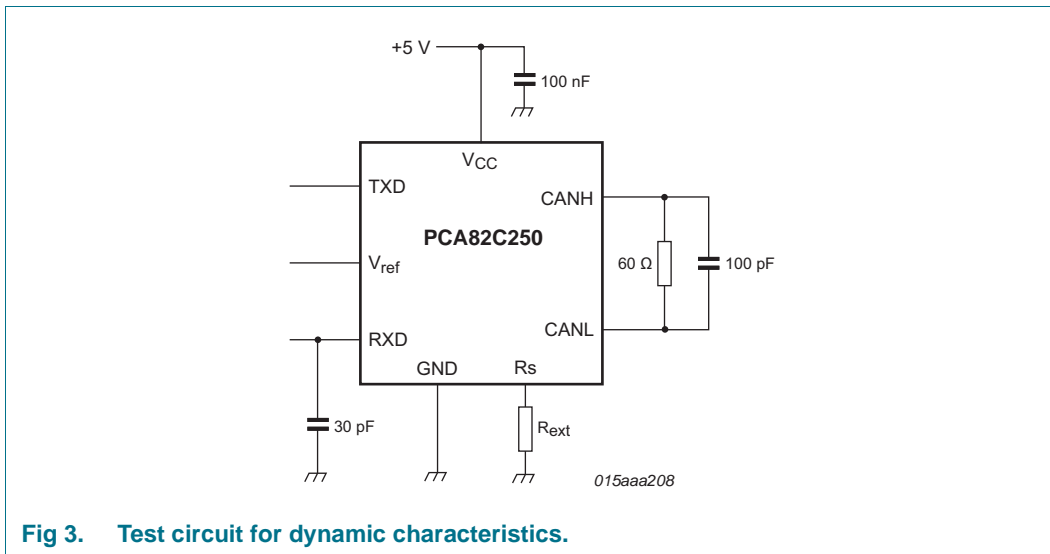 +5 V
100 nF
VCC
TXD
CANH
PCA82C250
Vref
60 Ω
100 pF
RXD
CANL
GND
Rs
30 pF
Rext
015aaa208
Fig 3. Test circuit for dynamic characteristics.